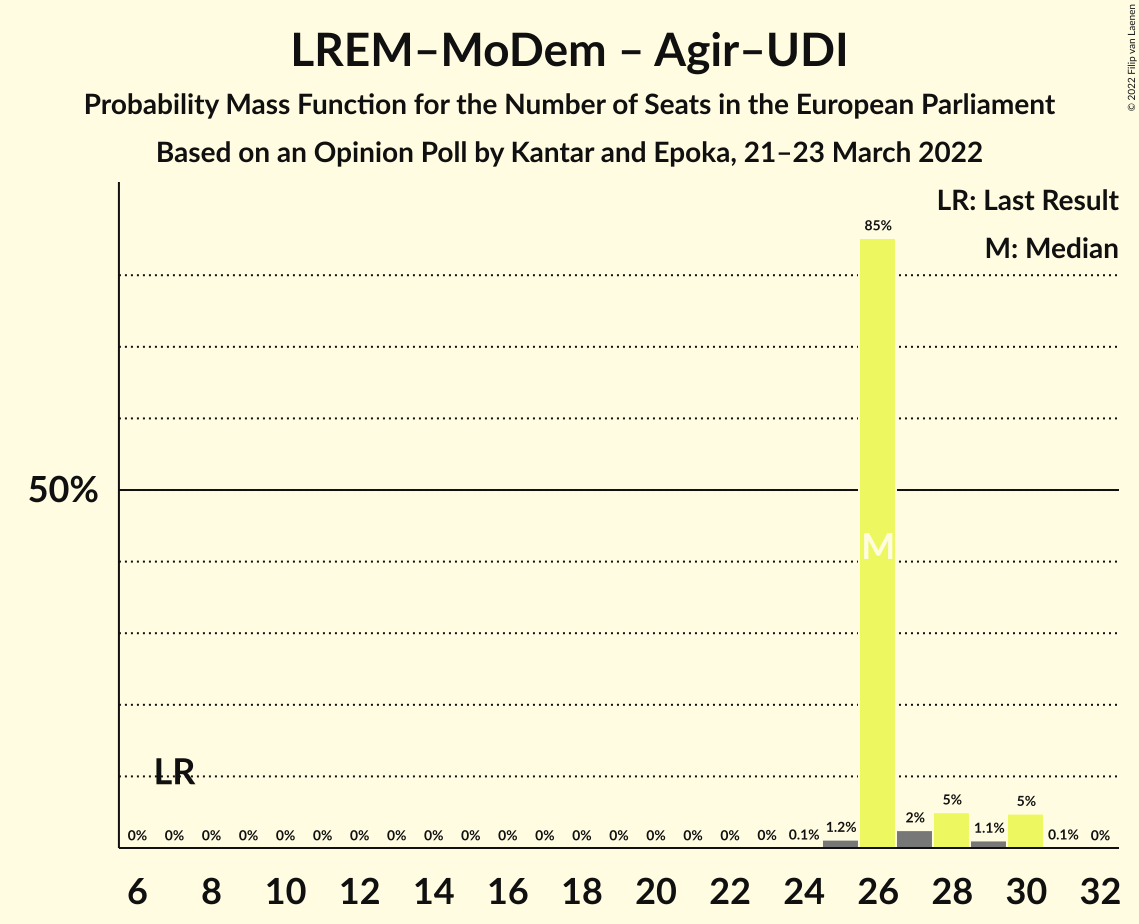 LREM–MoDem – Agir–UDI
Probability Mass Function for the Number of Seats in the European Parliament
Based on an Opinion Poll by Kantar and Epoka, 21–23 March 2022
© 2022 Filip van Laenen
LR: Last Result
M: Median
85%
50%
M
LR
0% 0% 0% 0% 0% 0% 0% 0% 0% 0% 0% 0% 0% 0% 0% 0% 0% 0% 0.1% 1.2% 2% 5% 1.1% 5% 0.1% 0%
6 8 10 12 14 16 18 20 22 24 26 28 30 32